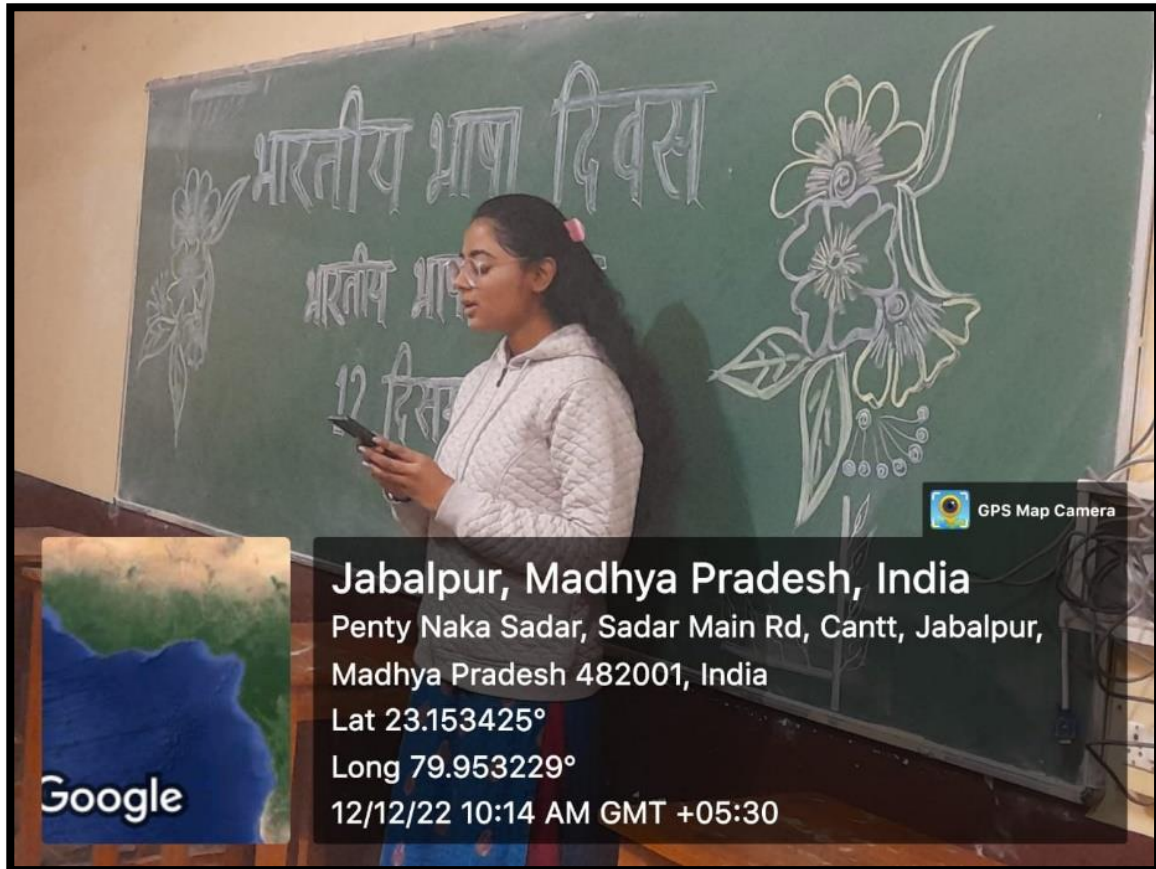 भारतीय भाषा दिवस
भारतीय
12
GPS Map Camera
Jabalpur, Madhya Pradesh, India
Penty Naka Sadar, Sadar Main Rd, Cantt, Jabalpur,
Madhya Pradesh 482001, India
Lat 23.153425°
Long 79.953229°
12/12/22 10:14 AM GMT +05:30
Google